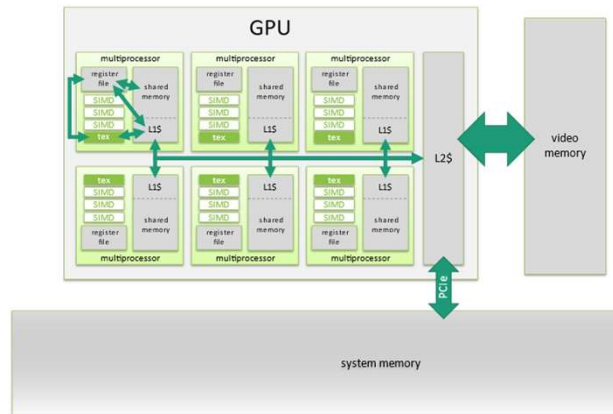 GPU
multiprocessor
multiprocessor
multiprocessor
register
file
shared
memory
SIMD
SIMD
SIMD
tex
L1$
register
file
shared
memory
SIMD
SIMD
SIMD
tex
L1$
register
file
shared
memory
SIMD
SIMD
SIMD
tex
L1$
L2$
video
memory
tex
L1$
SIMD
SIMD
SIMD
shared
memory
register
file
tex
L1$
SIMD
SIMD
SIMD
shared
memory
register
file
tex
L1$
SIMD
SIMD
SIMD
shared
memory
register
file
multiprocessor
multiprocessor
multiprocessor
PCIe
system memory